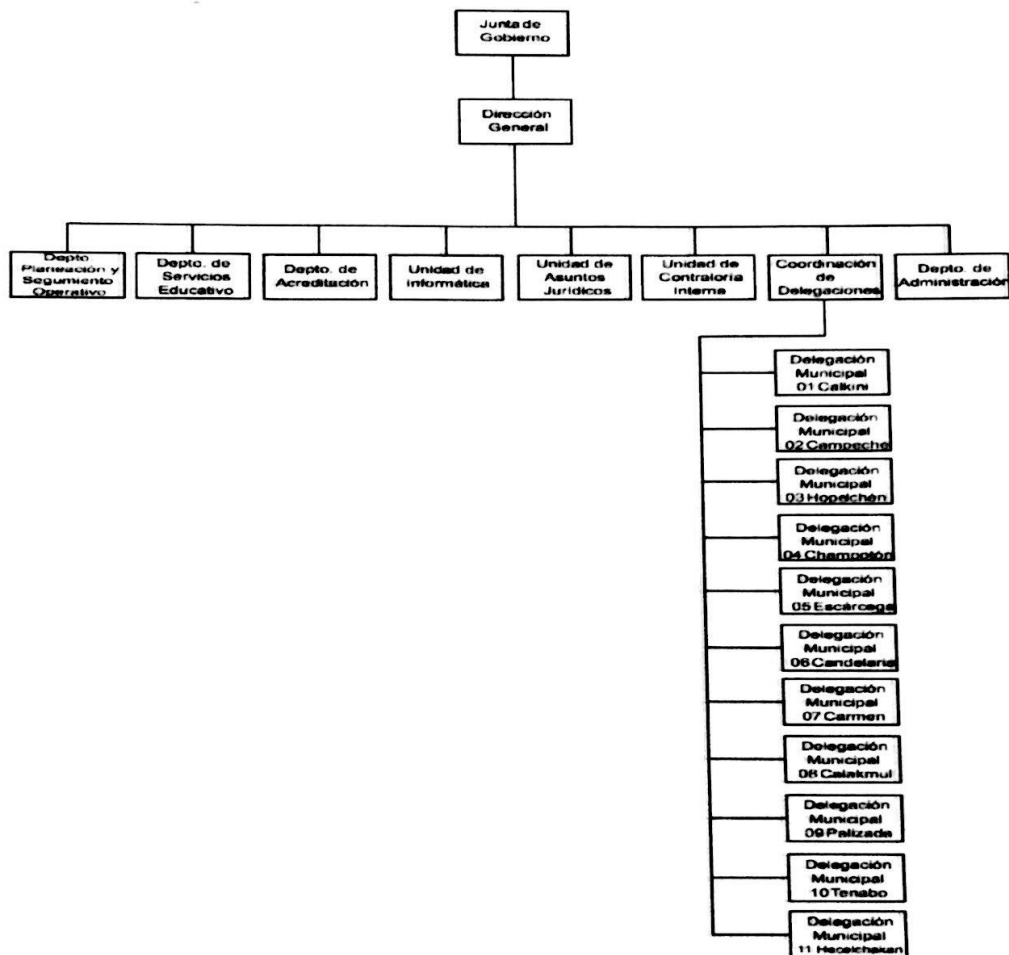 Junta de
Gobierno
Dirección
General
Depto
Planeación y
Seguimiento
Operativo
Depto. de
Servicios
Educativo
Depto. de
Acreditación
Unidad de
Informática
Unidad de
Asuntos
Jurídicos
Unidad de
Contraloría
Interna
Coordinación
de
Delegaciones
Depto. de
Administración
Delegación
Municipal
01 Calkini
Delegación
Municipal
02 Campeche
Delegación
Municipal
03 Hopelchén
Delegación
Municipal
04 Champotón
Delegación
Municipal
05 Escárcega
Delegación
Municipal
06 Candelaria
Delegación
Municipal
07 Carmen
Delegación
Municipal
08 Calakmul
Delegación
Municipal
09 Palizada
Delegación
Municipal
10 Tenabo
Delegación
Municipal
11 Hecelchakan